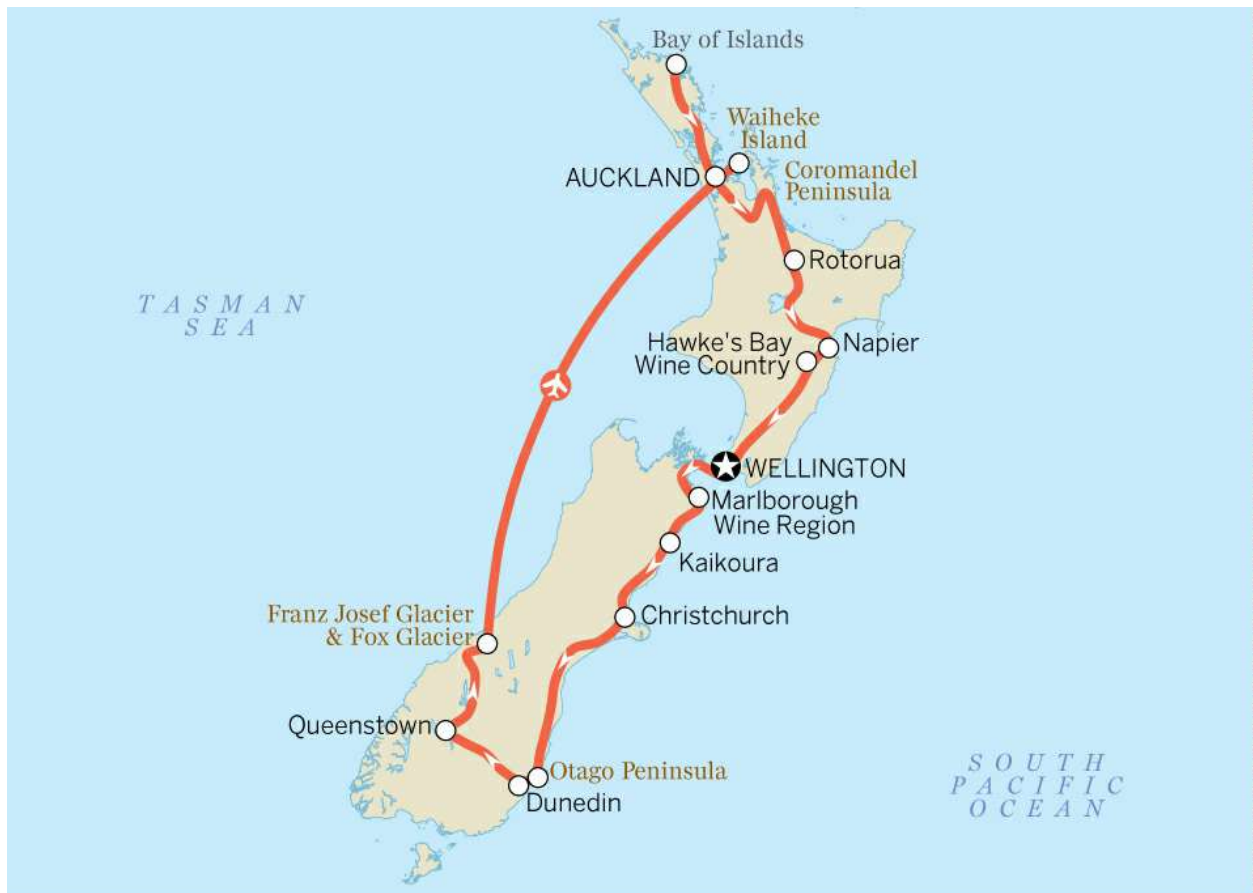 Bay of Islands
Waiheke
Island
AUCKLAND
Coromandel
Peninsula
Rotorua
TASMAN
SEA
Hawke's Bay
Wine Country
Napier
WELLINGTON
Marlborough
Wine Region
Kaikoura
Franz Josef Glacier
& Fox Glacier
Christchurch
Queenstown
Otago Peninsula
Dunedin
SOUTH
PACIFIC
OCEAN